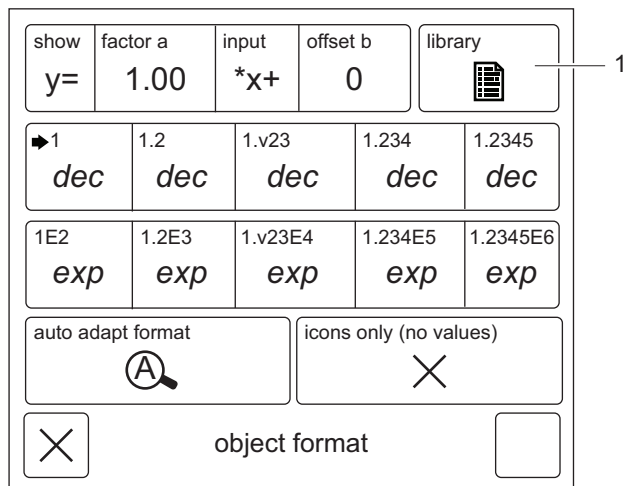 show factor a input offset b library
y= 1.00 *x+ 0
1
1 1.2 1.v23 1.234 1.2345
dec dec dec dec dec
1E2 1.2E3 1.v23E4 1.234E5 1.2345E6
exp exp exp exp exp
auto adapt format icons only (no values)
A
object format